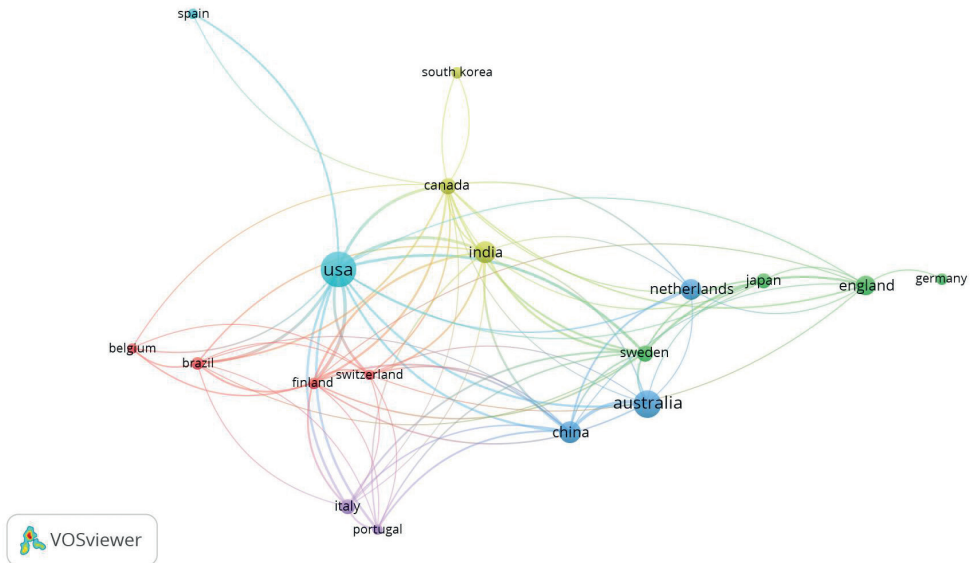 spain
south korea
canada
india
usa
netherlands
japan
england
germany
belgium
brazil
finland
switzerland
sweden
australia
china
italy
portugal
VOSviewer